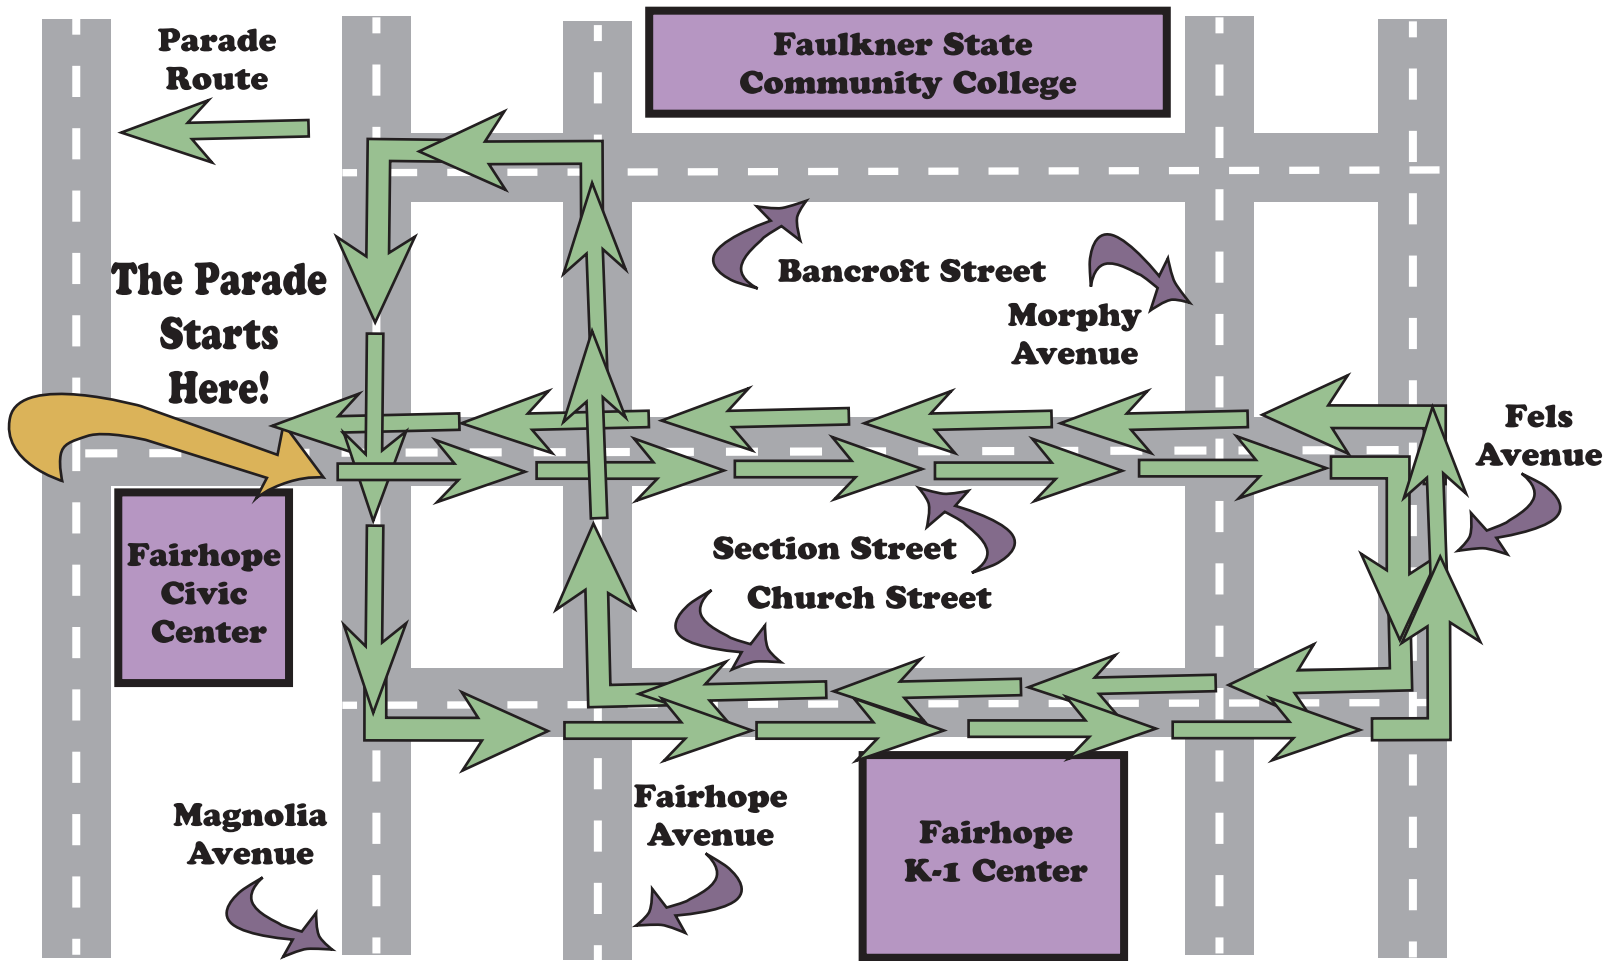 Parade
Route
Faulkner State
Community College
The Parade
Starts
Here!
Bancroft Street
Morphy
Avenue
Fels
Avenue
Fairhope
Civic
Center
Section Street
Church Street
Magnolia
Avenue
Fairhope
Avenue
Fairhope
K-1 Center